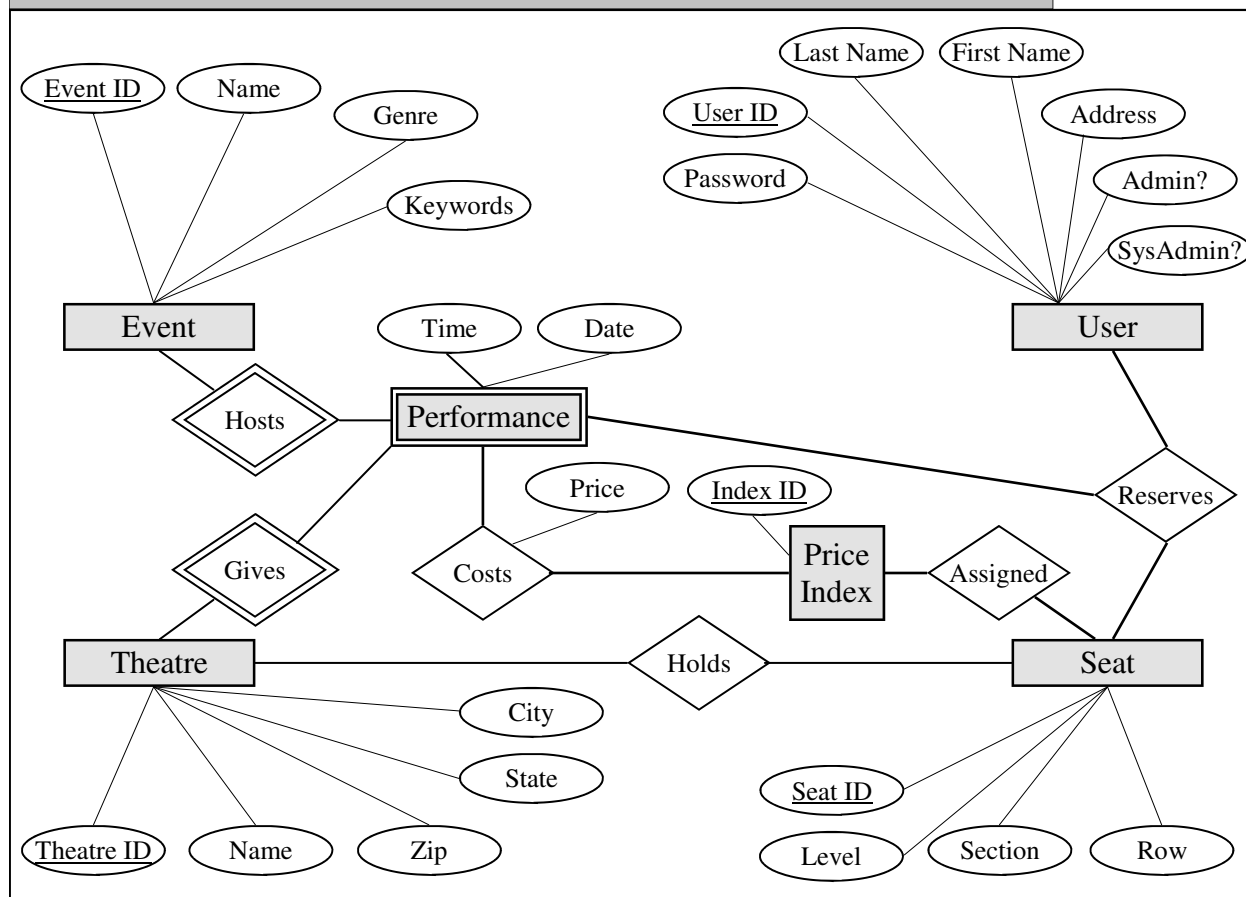 Last Name
First Name
Event ID
Name
Genre
User ID
Address
Password
Admin?
Keywords
SysAdmin?
Event
Time
Date
User
Hosts
Performance
Price
Index ID
Reserves
Gives
Costs
Price
Index
Assigned
Theatre
Holds
Seat
City
State
Seat ID
Theatre ID
Name
Zip
Level
Section
Row